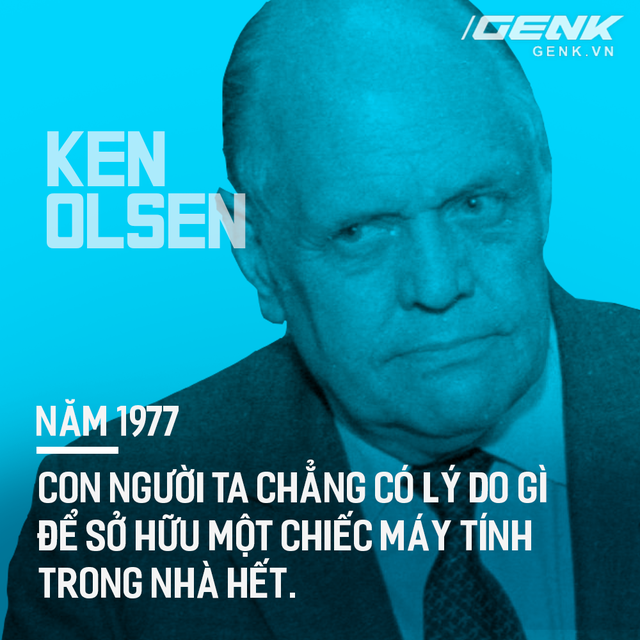 /GENK
GENK.VN
KEN
OLSEN
NĂM 1977
CON NGƯỜI TA CHẲNG CÓ LÝ DO GÌ
ĐỂ SỞ HỮU MỘT CHIẾC MÁY TÍNH
TRONG NHÀ HẾT.